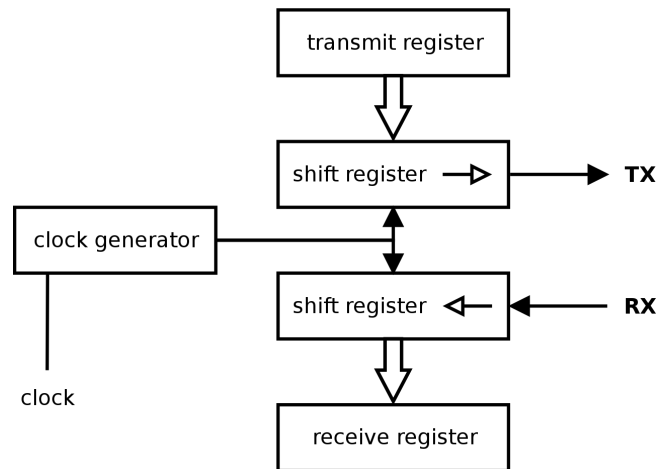 transmit register
shift register
TX
clock generator
shift register
RX
clock
receive register